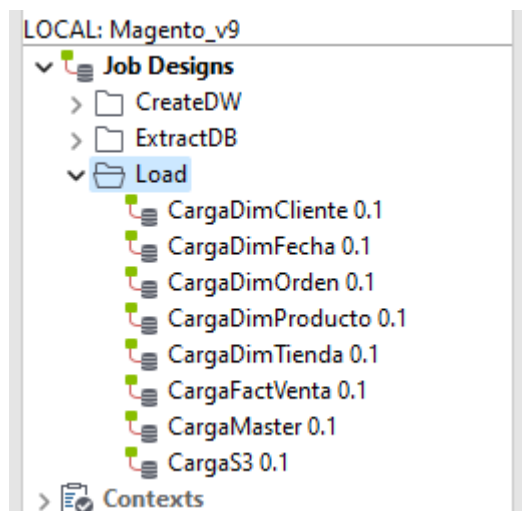 LOCAL: Magento_v9
Job Designs
CreateDW
ExtractDB
Load
CargaDimCliente 0.1
CargaDimFecha 0.1
CargaDimOrden 0.1
CargaDimProducto 0.1
CargaDimTienda 0.1
CargaFactVenta 0.1
CargaMaster 0.1
CargaS3 0.1
Contexts